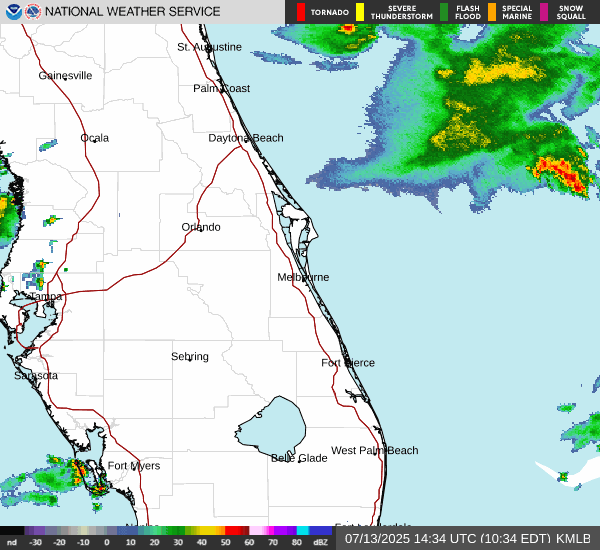 NATIONAL WEATHER SERVICE
TORNADO
SEVERE THUNDERSTORM
FLASH FLOOD
SPECIAL MARINE
SNOW SQUALL
St. Augustine
Gainesville
Palm Coast
Ocala
Daytona Beach
Orlando
Melbourne
Tampa
Sebring
Fort Pierce
Sarasota
West Palm Beach
Belle Glade
Fort Myers
nd -30 -20 -10 0 10 20 30 40 50 60 70 80 dBZ
07/13/2025 14:34 UTC (10:34 EDT) KMLB